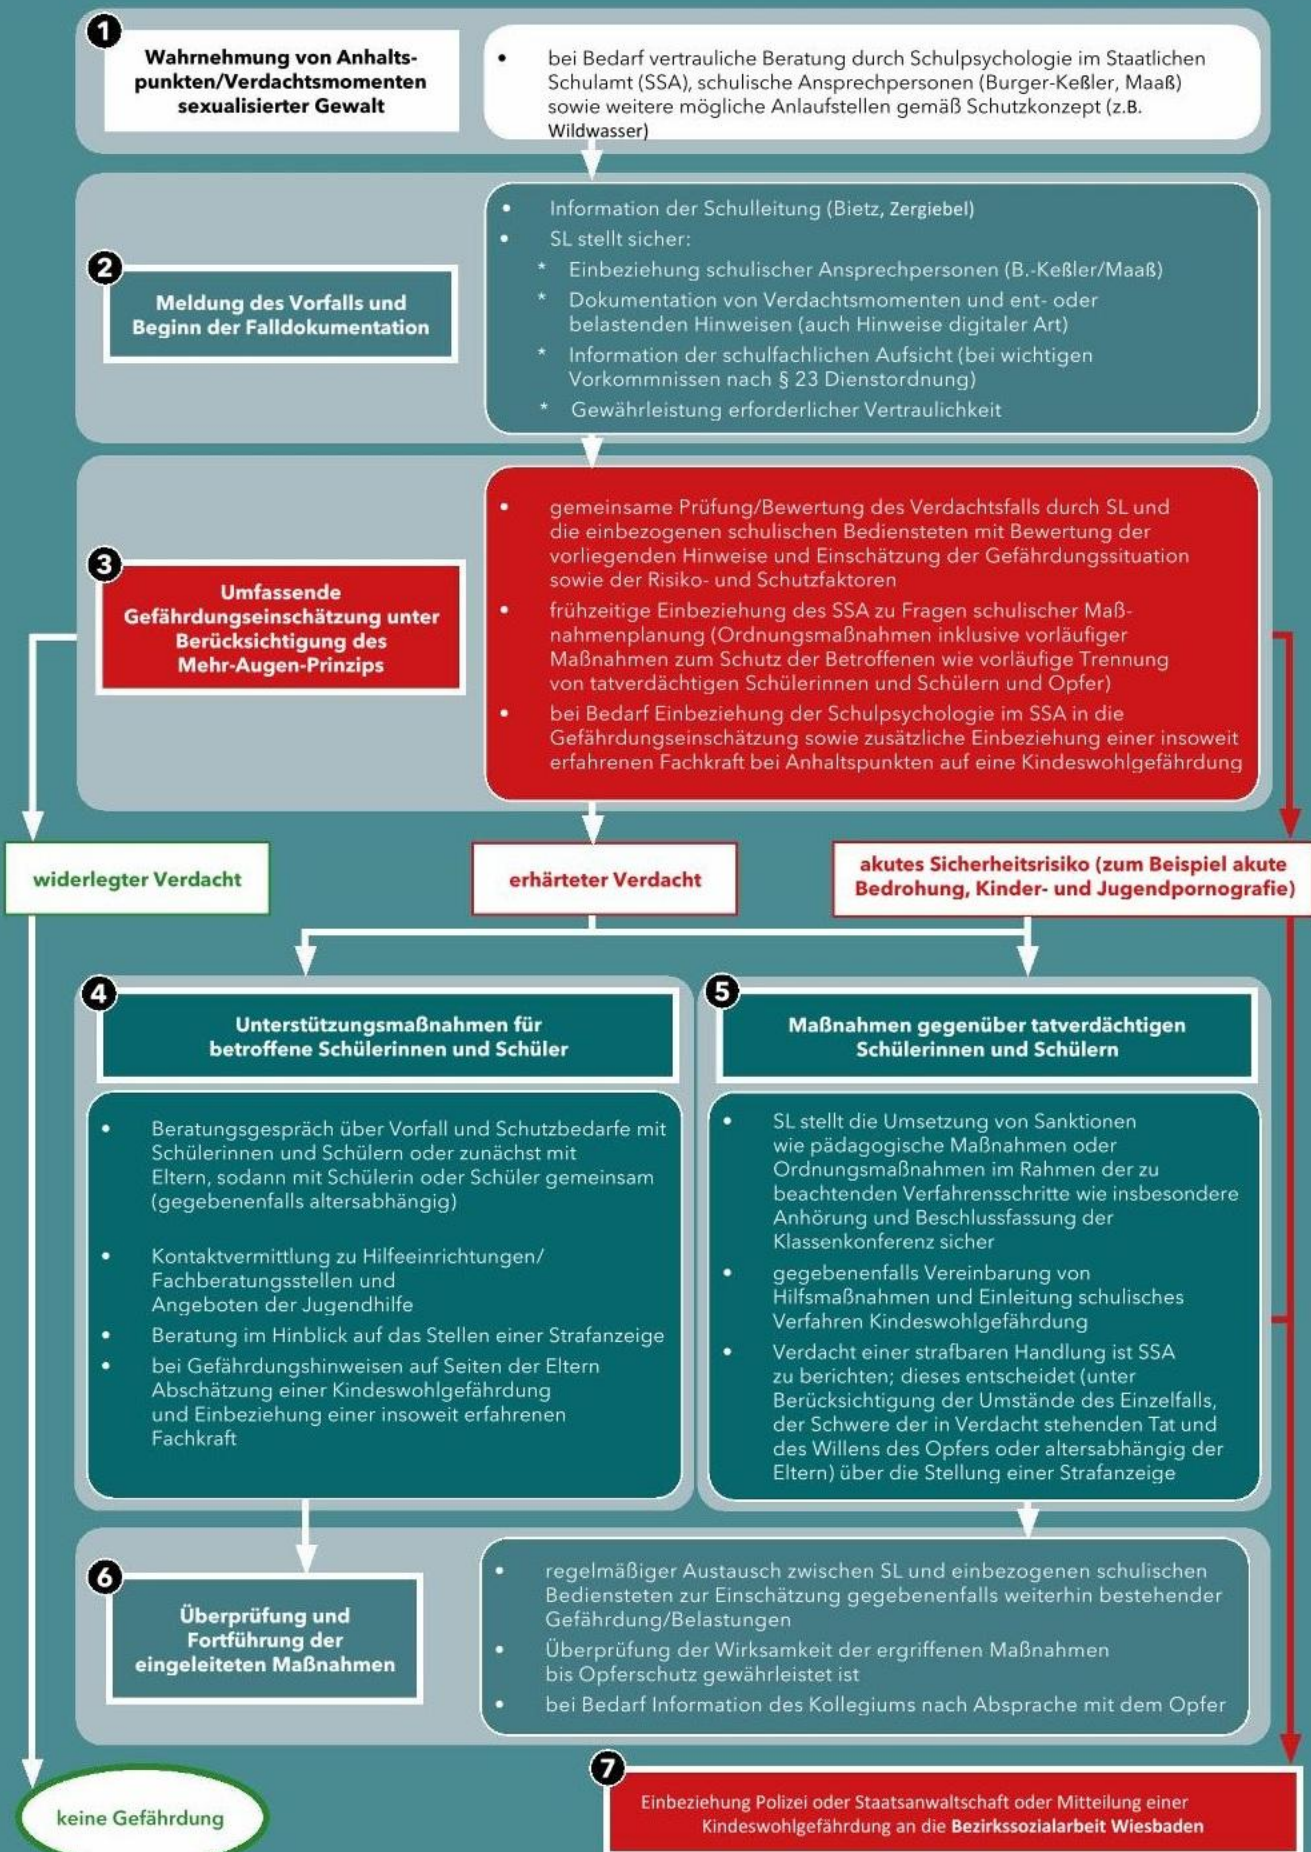 1
Wahrnehmung von Anhalts-
punkten/Verdachtsmomenten
sexualisierter Gewalt
• bei Bedarf vertrauliche Beratung durch Schulpsychologie im Staatlichen
Schulamt (SSA), schulische Ansprechpersonen (Burger-Keßler, Maaß)
sowie weitere mögliche Anlaufstellen gemäß Schutzkonzept (z.B.
Wildwasser)
2
Meldung des Vorfalls und
Beginn der Falldokumentation
• Information der Schulleitung (Bietz, Zergiebel)
• SL stellt sicher:
* Einbeziehung schulischer Ansprechpersonen (B.-Keßler/Maaß)
* Dokumentation von Verdachtsmomenten und ent- oder
belastenden Hinweisen (auch Hinweise digitaler Art)
* Information der schulfachlichen Aufsicht (bei wichtigen
Vorkommnissen nach § 23 Dienstordnung)
* Gewährleistung erforderlicher Vertraulichkeit
3
Umfassende
Gefährdungseinschätzung unter
Berücksichtigung des
Mehr-Augen-Prinzips
• gemeinsame Prüfung/Bewertung des Verdachtsfalls durch SL und
die einbezogenen schulischen Bediensteten mit Bewertung der
vorliegenden Hinweise und Einschätzung der Gefährdungssituation
sowie der Risiko- und Schutzfaktoren
• frühzeitige Einbeziehung des SSA zu Fragen schulischer Maß-
nahmenplanung (Ordnungsmaßnahmen inklusive vorläufiger
Maßnahmen zum Schutz der Betroffenen wie vorläufige Trennung
von tatverdächtigen Schülerinnen und Schülern und Opfer)
• bei Bedarf Einbeziehung der Schulpsychologie im SSA in die
Gefährdungseinschätzung sowie zusätzliche Einbeziehung einer insoweit
erfahrenen Fachkraft bei Anhaltspunkten auf eine Kindeswohlgefährdung
widerlegter Verdacht
erhärteter Verdacht
akutes Sicherheitsrisiko (zum Beispiel akute
Bedrohung, Kinder- und Jugendpornografie)
4
Unterstützungsmaßnahmen für
betroffene Schülerinnen und Schüler
• Beratungsgespräch über Vorfall und Schutzbedarfe mit
Schülerinnen und Schülern oder zunächst mit
Eltern, sodann mit Schülerin oder Schüler gemeinsam
(gegebenenfalls altersabhängig)
• Kontaktvermittlung zu Hilfeeinrichtungen/
Fachberatungsstellen und
Angeboten der Jugendhilfe
• Beratung im Hinblick auf das Stellen einer Strafanzeige
• bei Gefährdungshinweisen auf Seiten der Eltern
Abschätzung einer Kindeswohlgefährdung
und Einbeziehung einer insoweit erfahrenen
Fachkraft
5
Maßnahmen gegenüber tatverdächtigen
Schülerinnen und Schülern
• SL stellt die Umsetzung von Sanktionen
wie pädagogische Maßnahmen oder
Ordnungsmaßnahmen im Rahmen der zu
beachtenden Verfahrensschritte wie insbesondere
Anhörung und Beschlussfassung der
Klassenkonferenz sicher
• gegebenenfalls Vereinbarung von
Hilfsmaßnahmen und Einleitung schulisches
Verfahren Kindeswohlgefährdung
• Verdacht einer strafbaren Handlung ist SSA
zu berichten; dieses entscheidet (unter
Berücksichtigung der Umstände des Einzelfalls,
der Schwere der in Verdacht stehenden Tat und
des Willens des Opfers oder altersabhängig der
Eltern) über die Stellung einer Strafanzeige
6
Überprüfung und
Fortführung der
eingeleiteten Maßnahmen
• regelmäßiger Austausch zwischen SL und einbezogenen schulischen
Bediensteten zur Einschätzung gegebenenfalls weiterhin bestehender
Gefährdung/Belastungen
• Überprüfung der Wirksamkeit der ergriffenen Maßnahmen
bis Opferschutz gewährleistet ist
• bei Bedarf Information des Kollegiums nach Absprache mit dem Opfer
keine Gefährdung
7
Einbeziehung Polizei oder Staatsanwaltschaft oder Mitteilung einer
Kindeswohlgefährdung an die Bezirkssozialarbeit Wiesbaden